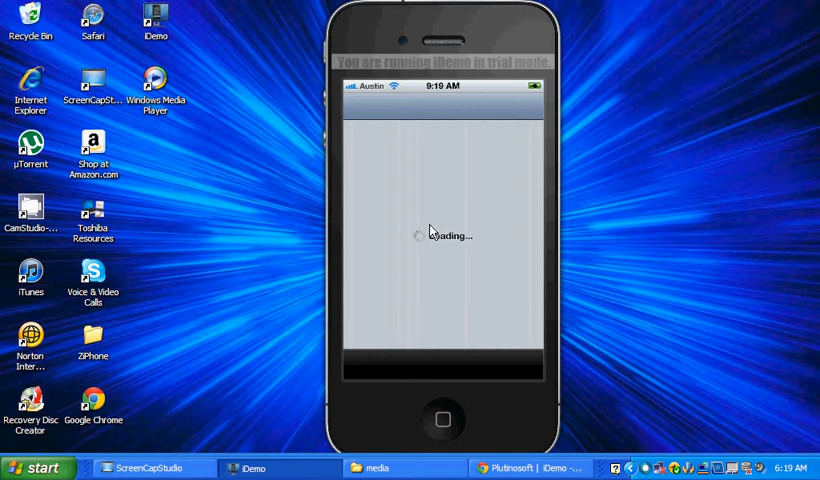 Recycle Bin
Safari
iDemo
You are running iDemo in trial mode.
Austin
9:19 AM
Internet
Explorer
ScreenCapSt...
Windows Media
Player
µTorrent
Shop at
Amazon.com
CamStudio-...
Toshiba
Resources
Loading...
iTunes
Voice & Video
Calls
Norton
Inter...
ZiPhone
Recovery Disc
Creator
Google Chrome
start
ScreenCapStudio
iDemo
media
Plutinosoft | iDemo -...
6:19 AM